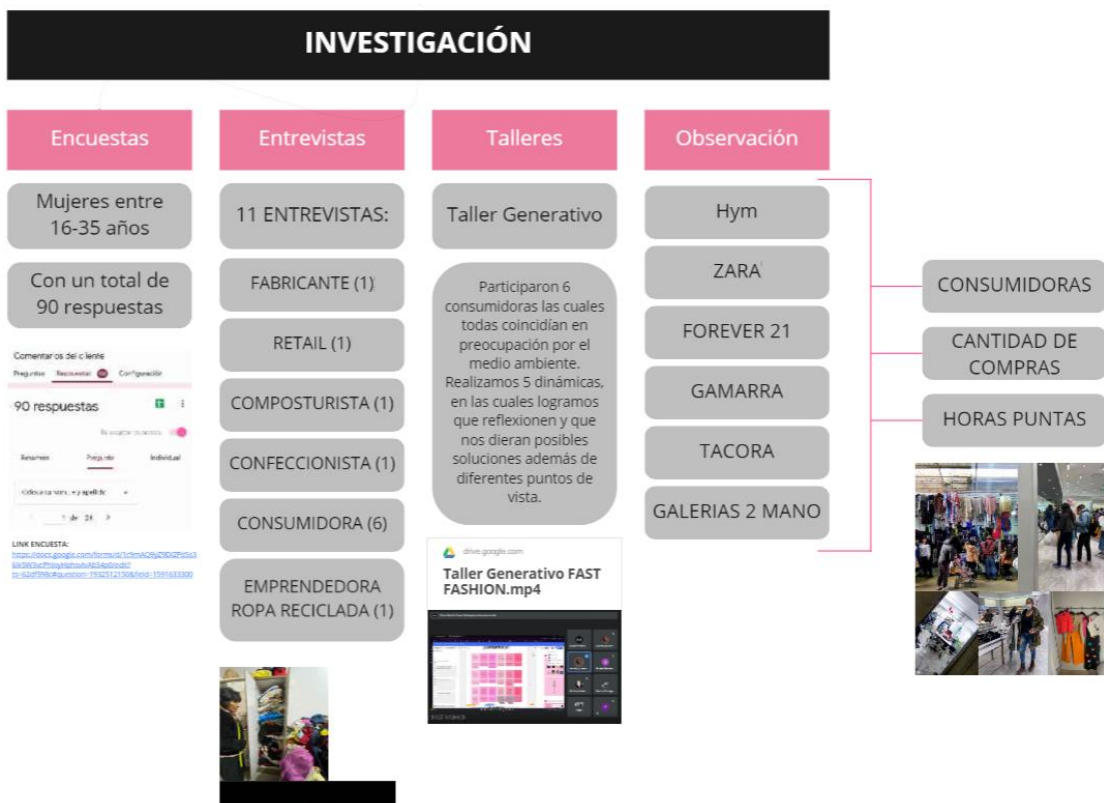 INVESTIGACIÓN
Encuestas
Mujeres entre
16-35 años
Con un total de
90 respuestas
Comentarios del cliente
Preguntas Respuestas Configuración
90 respuestas
Resumen Pregunta Individual
1 de 24
LINK ENCUESTA:
Entrevistas
11 ENTREVISTAS:
FABRICANTE (1)
RETAIL (1)
COMPOSTURISTA (1)
CONFECCIONISTA (1)
CONSUMIDORA (6)
EMPRENDEDORA
ROPA RECICLADA (1)
Talleres
Taller Generativo
Participaron 6
consumidoras las cuales
todas coincidían en
preocupación por el
medio ambiente.
Realizamos 5 dinámicas,
en las cuales logramos
que reflexionen y que
nos dieran posibles
soluciones además de
diferentes puntos de
vista.
drive.google.com
Taller Generativo FAST
FASHION.mp4
Observación
Hym
ZARA
FOREVER 21
GAMARRA
TACORA
GALERIAS 2 MANO
CONSUMIDORAS
CANTIDAD DE
COMPRAS
HORAS PUNTAS